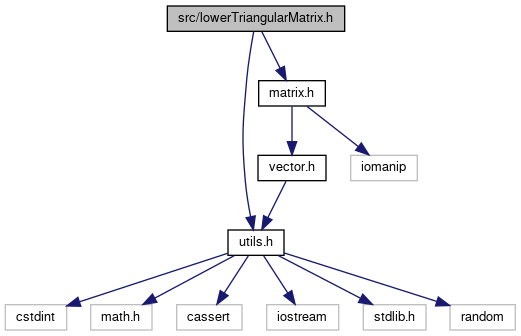 src/lowerTriangularMatrix.h
matrix.h
vector.h
iomanip
utils.h
cstdint
math.h
cassert
iostream
stdlib.h
random